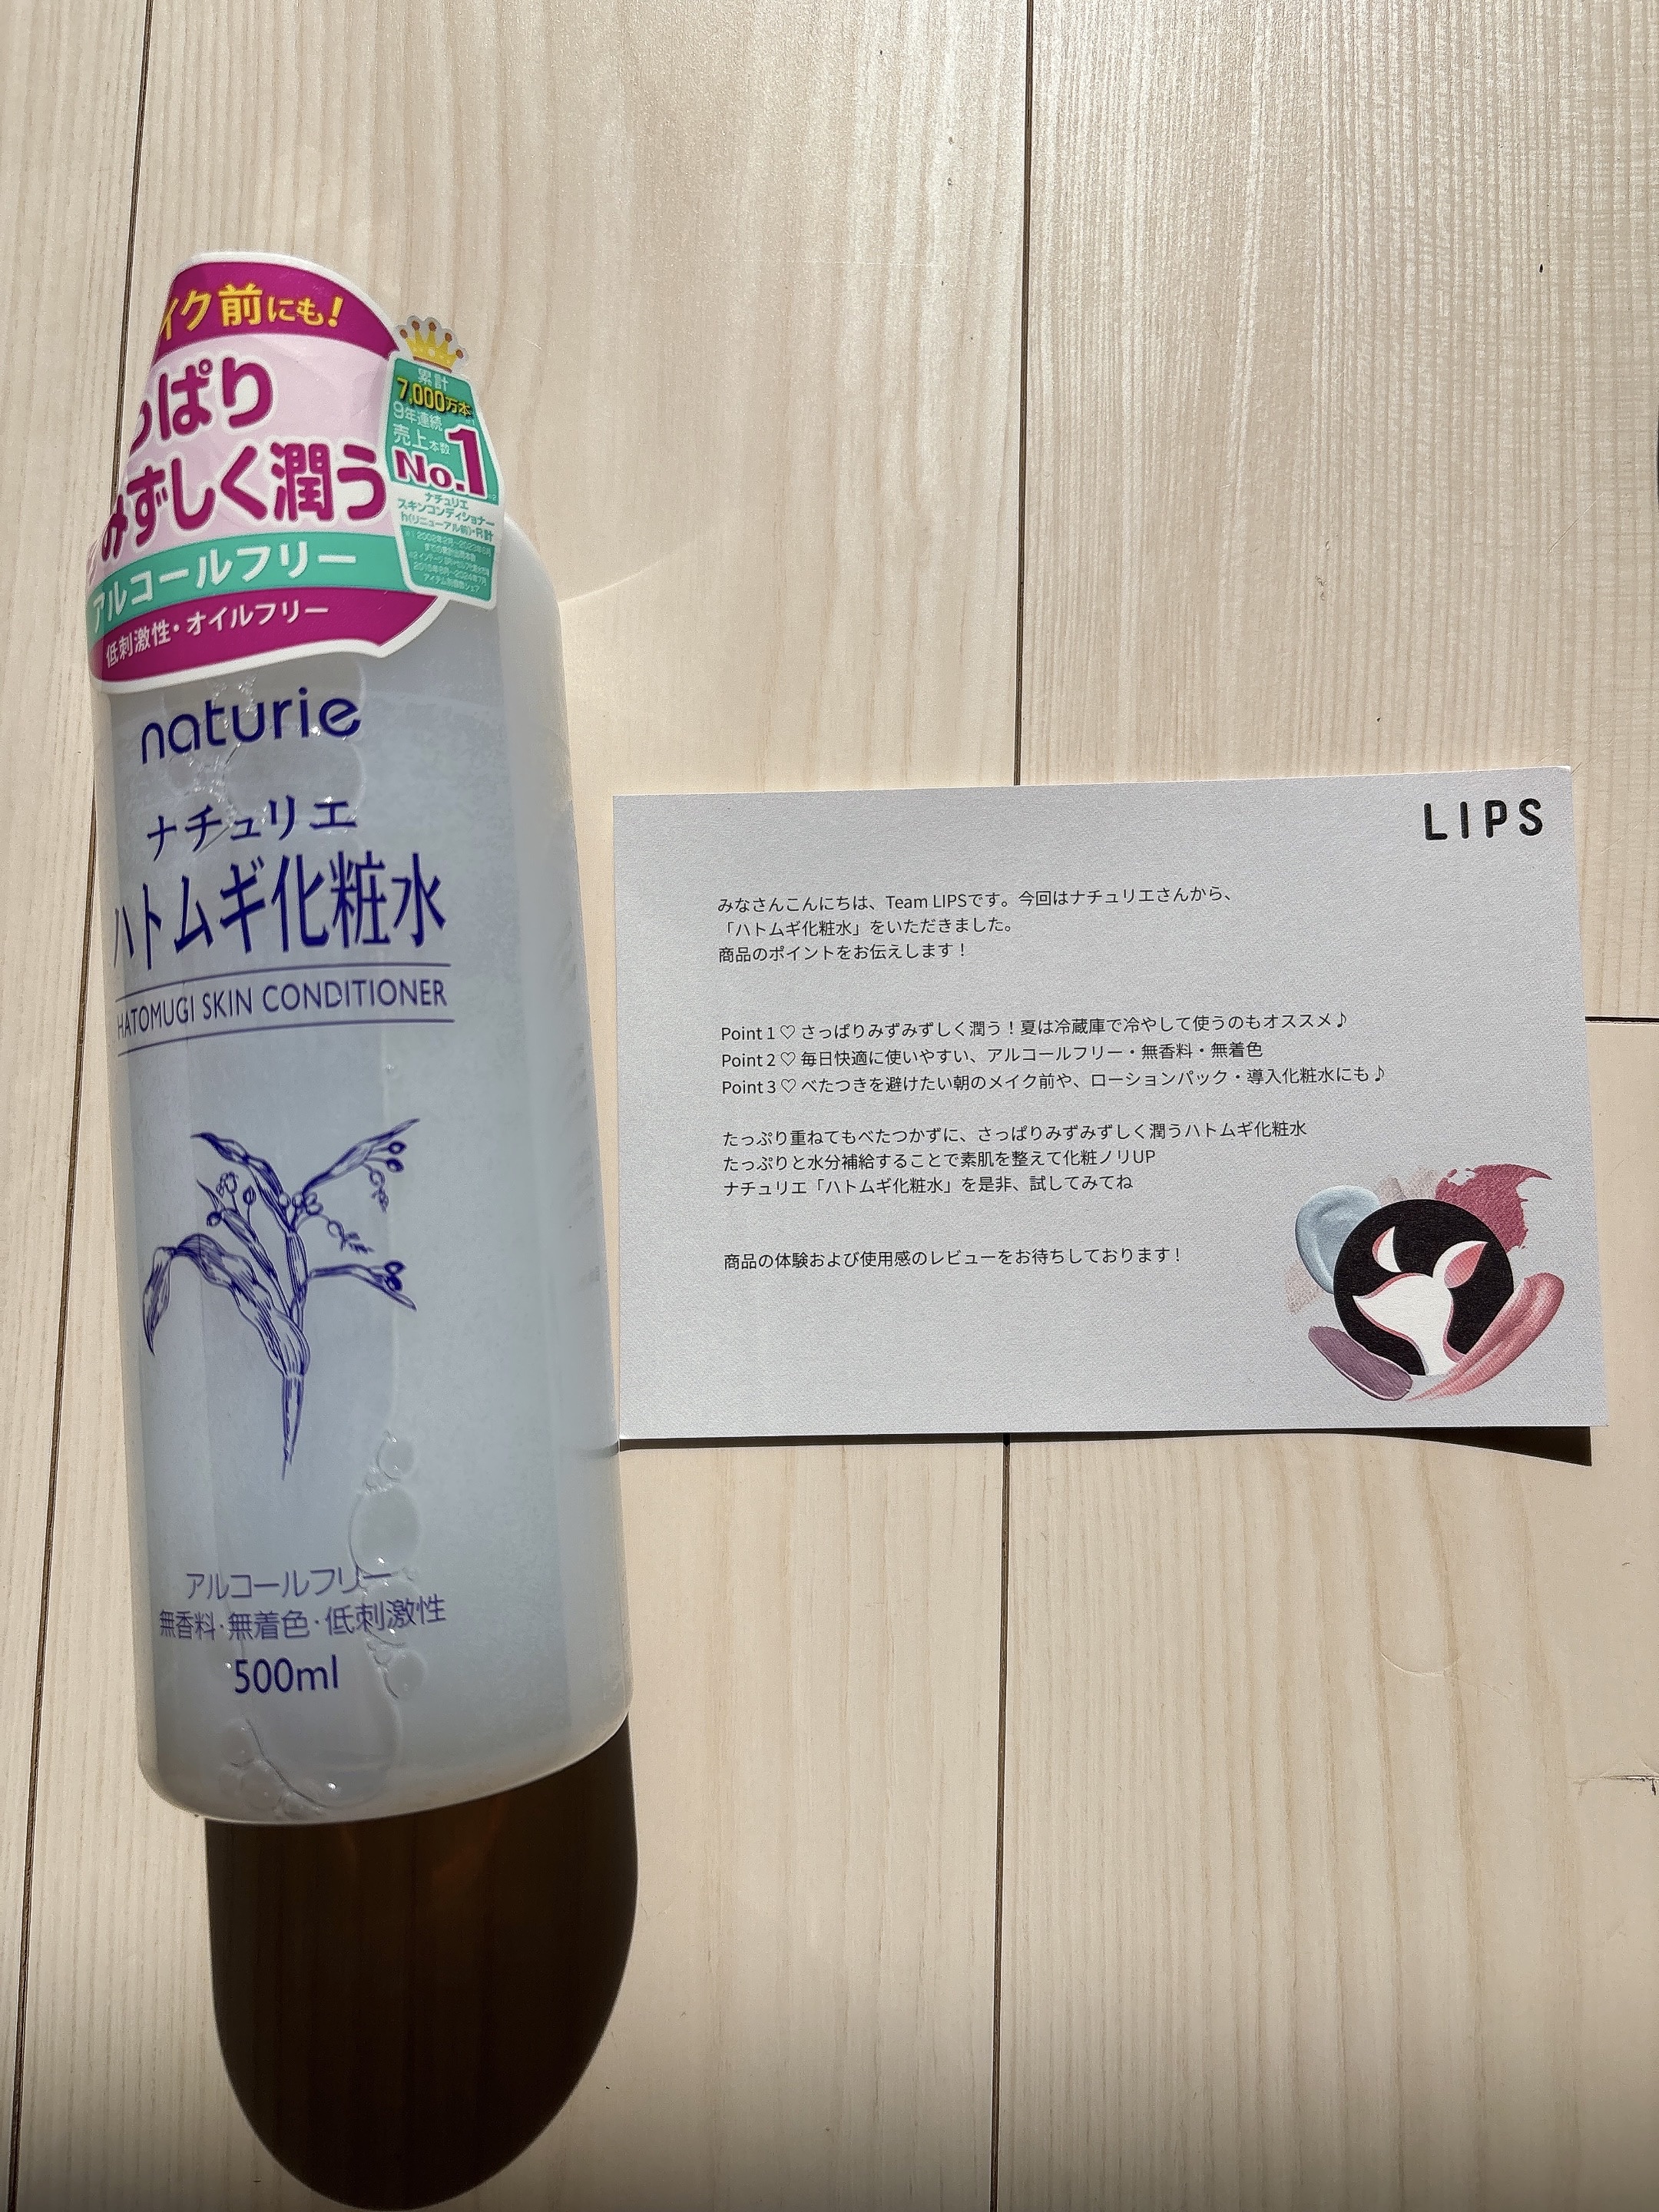 イク前にも!
っぱり
みずしく潤う
アルコールフリー
低刺激性・オイルフリー
累計
7,000万本
9年連続
売上本数
No.1
ナチュリエ
スキンコンディショナー
h(リニューアル前)・R計
naturie
ナチュリエ
ハトムギ化粧水
HATOMUGI SKIN CONDITIONER
アルコールフリー
無香料・無着色・低刺激性
500ml
LIPS
みなさんこんにちは、Team LIPSです。今回はナチュリエさんから、
「ハトムギ化粧水」をいただきました。
商品のポイントをお伝えします！
Point 1 ♡ さっぱりみずみずしく潤う！夏は冷蔵庫で冷やして使うのもオススメ♪
Point 2 ♡ 毎日快適に使いやすい、アルコールフリー・無香料・無着色
Point 3 ♡ べたつきを避けたい朝のメイク前や、ローションパック・導入化粧水にも♪
たっぷり重ねてもべたつかずに、さっぱりみずみずしく潤うハトムギ化粧水
たっぷりと水分補給することで素肌を整えて化粧ノリUP
ナチュリエ「ハトムギ化粧水」を是非、試してみてね
商品の体験および使用感のレビューをお待ちしております！